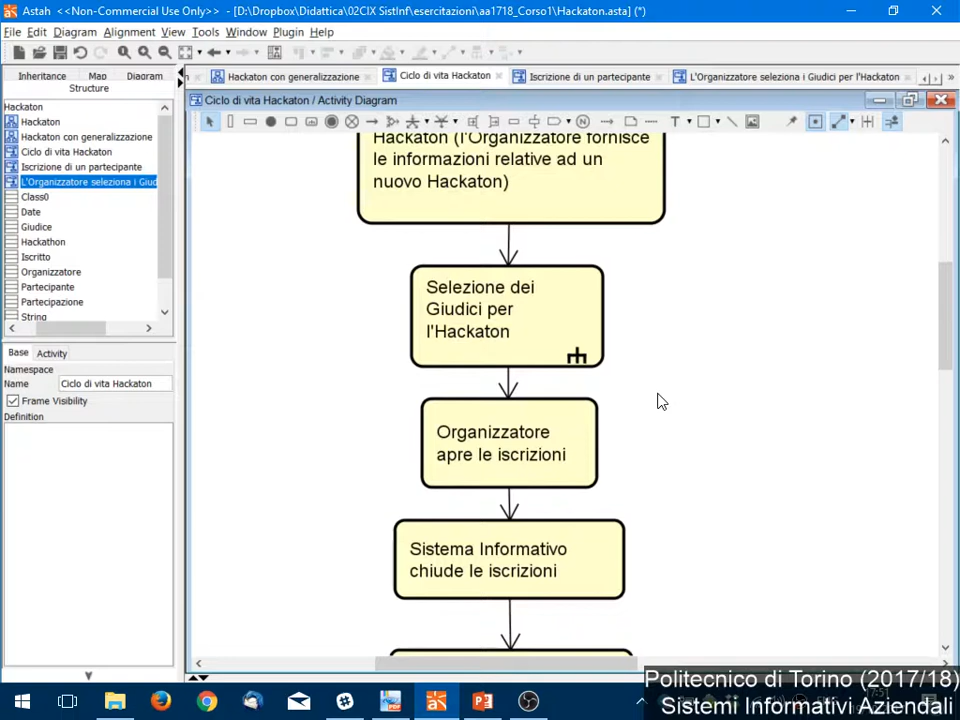 Astah <<Non-Commercial Use Only>> - [D:\Dropbox\Didattica\02CIX SistInf\esercitazioni\aa1718_Corso1\Hackaton.asta] (*)
File Edit Diagram Alignment View Tools Window Plugin Help
Inheritance Map Diagram
Structure
Hackaton con generalizzazione
Ciclo di vita Hackaton
Iscrizione di un partecipante
L'Organizzatore seleziona i Giudici per l'Hackaton
Ciclo di vita Hackaton / Activity Diagram
Hackaton
Hackaton
Hackaton con generalizzazione
Ciclo di vita Hackaton
Iscrizione di un partecipante
L'Organizzatore seleziona i Giud
Class0
Date
Giudice
Hackathon
Iscritto
Organizzatore
Partecipante
Partecipazione
String
Base Activity
Namespace
Name Ciclo di vita Hackaton
Frame Visibility
Definition
Hackaton (l'Organizzatore fornisce
le informazioni relative ad un
nuovo Hackaton)
Selezione dei
Giudici per
l'Hackaton
Organizzatore
apre le iscrizioni
Sistema Informativo
chiude le iscrizioni
Politecnico di Torino (2017/18)
Sistemi Informativi Aziendali